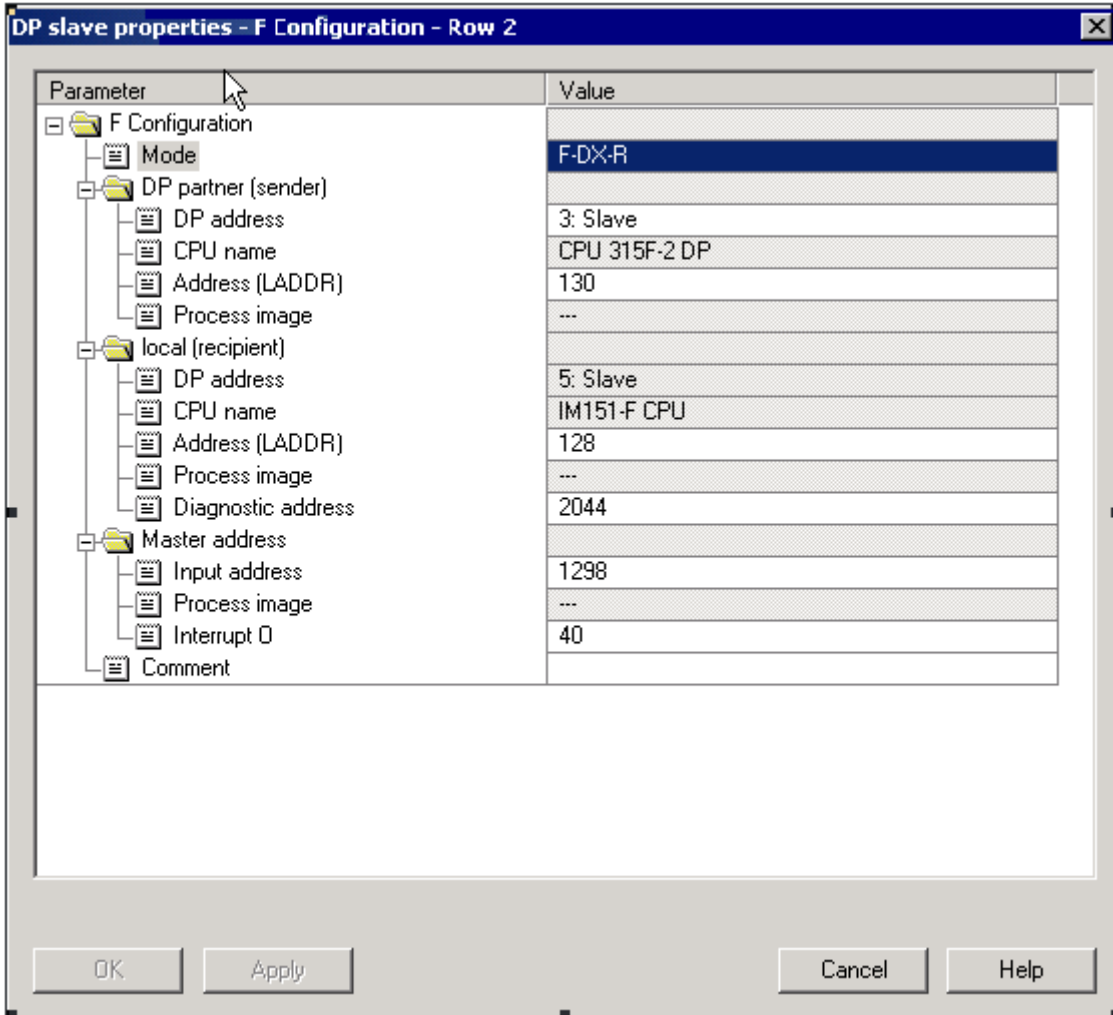 DP slave properties - F Configuration - Row 2
Parameter Value
F Configuration
Mode F-DX-R
DP partner (sender)
DP address 3: Slave
CPU name CPU 315F-2 DP
Address (LADDR) 130
Process image ---
local (recipient)
DP address 5: Slave
CPU name IM151-F CPU
Address (LADDR) 128
Process image ---
Diagnostic address 2044
Master address
Input address 1298
Process image ---
Interrupt O 40
Comment
OK Apply Cancel Help